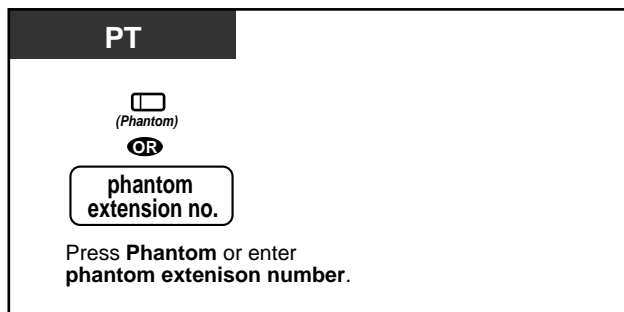 PT
(Phantom)
OR
phantom
extension no.
Press Phantom or enter
phantom extenison number.